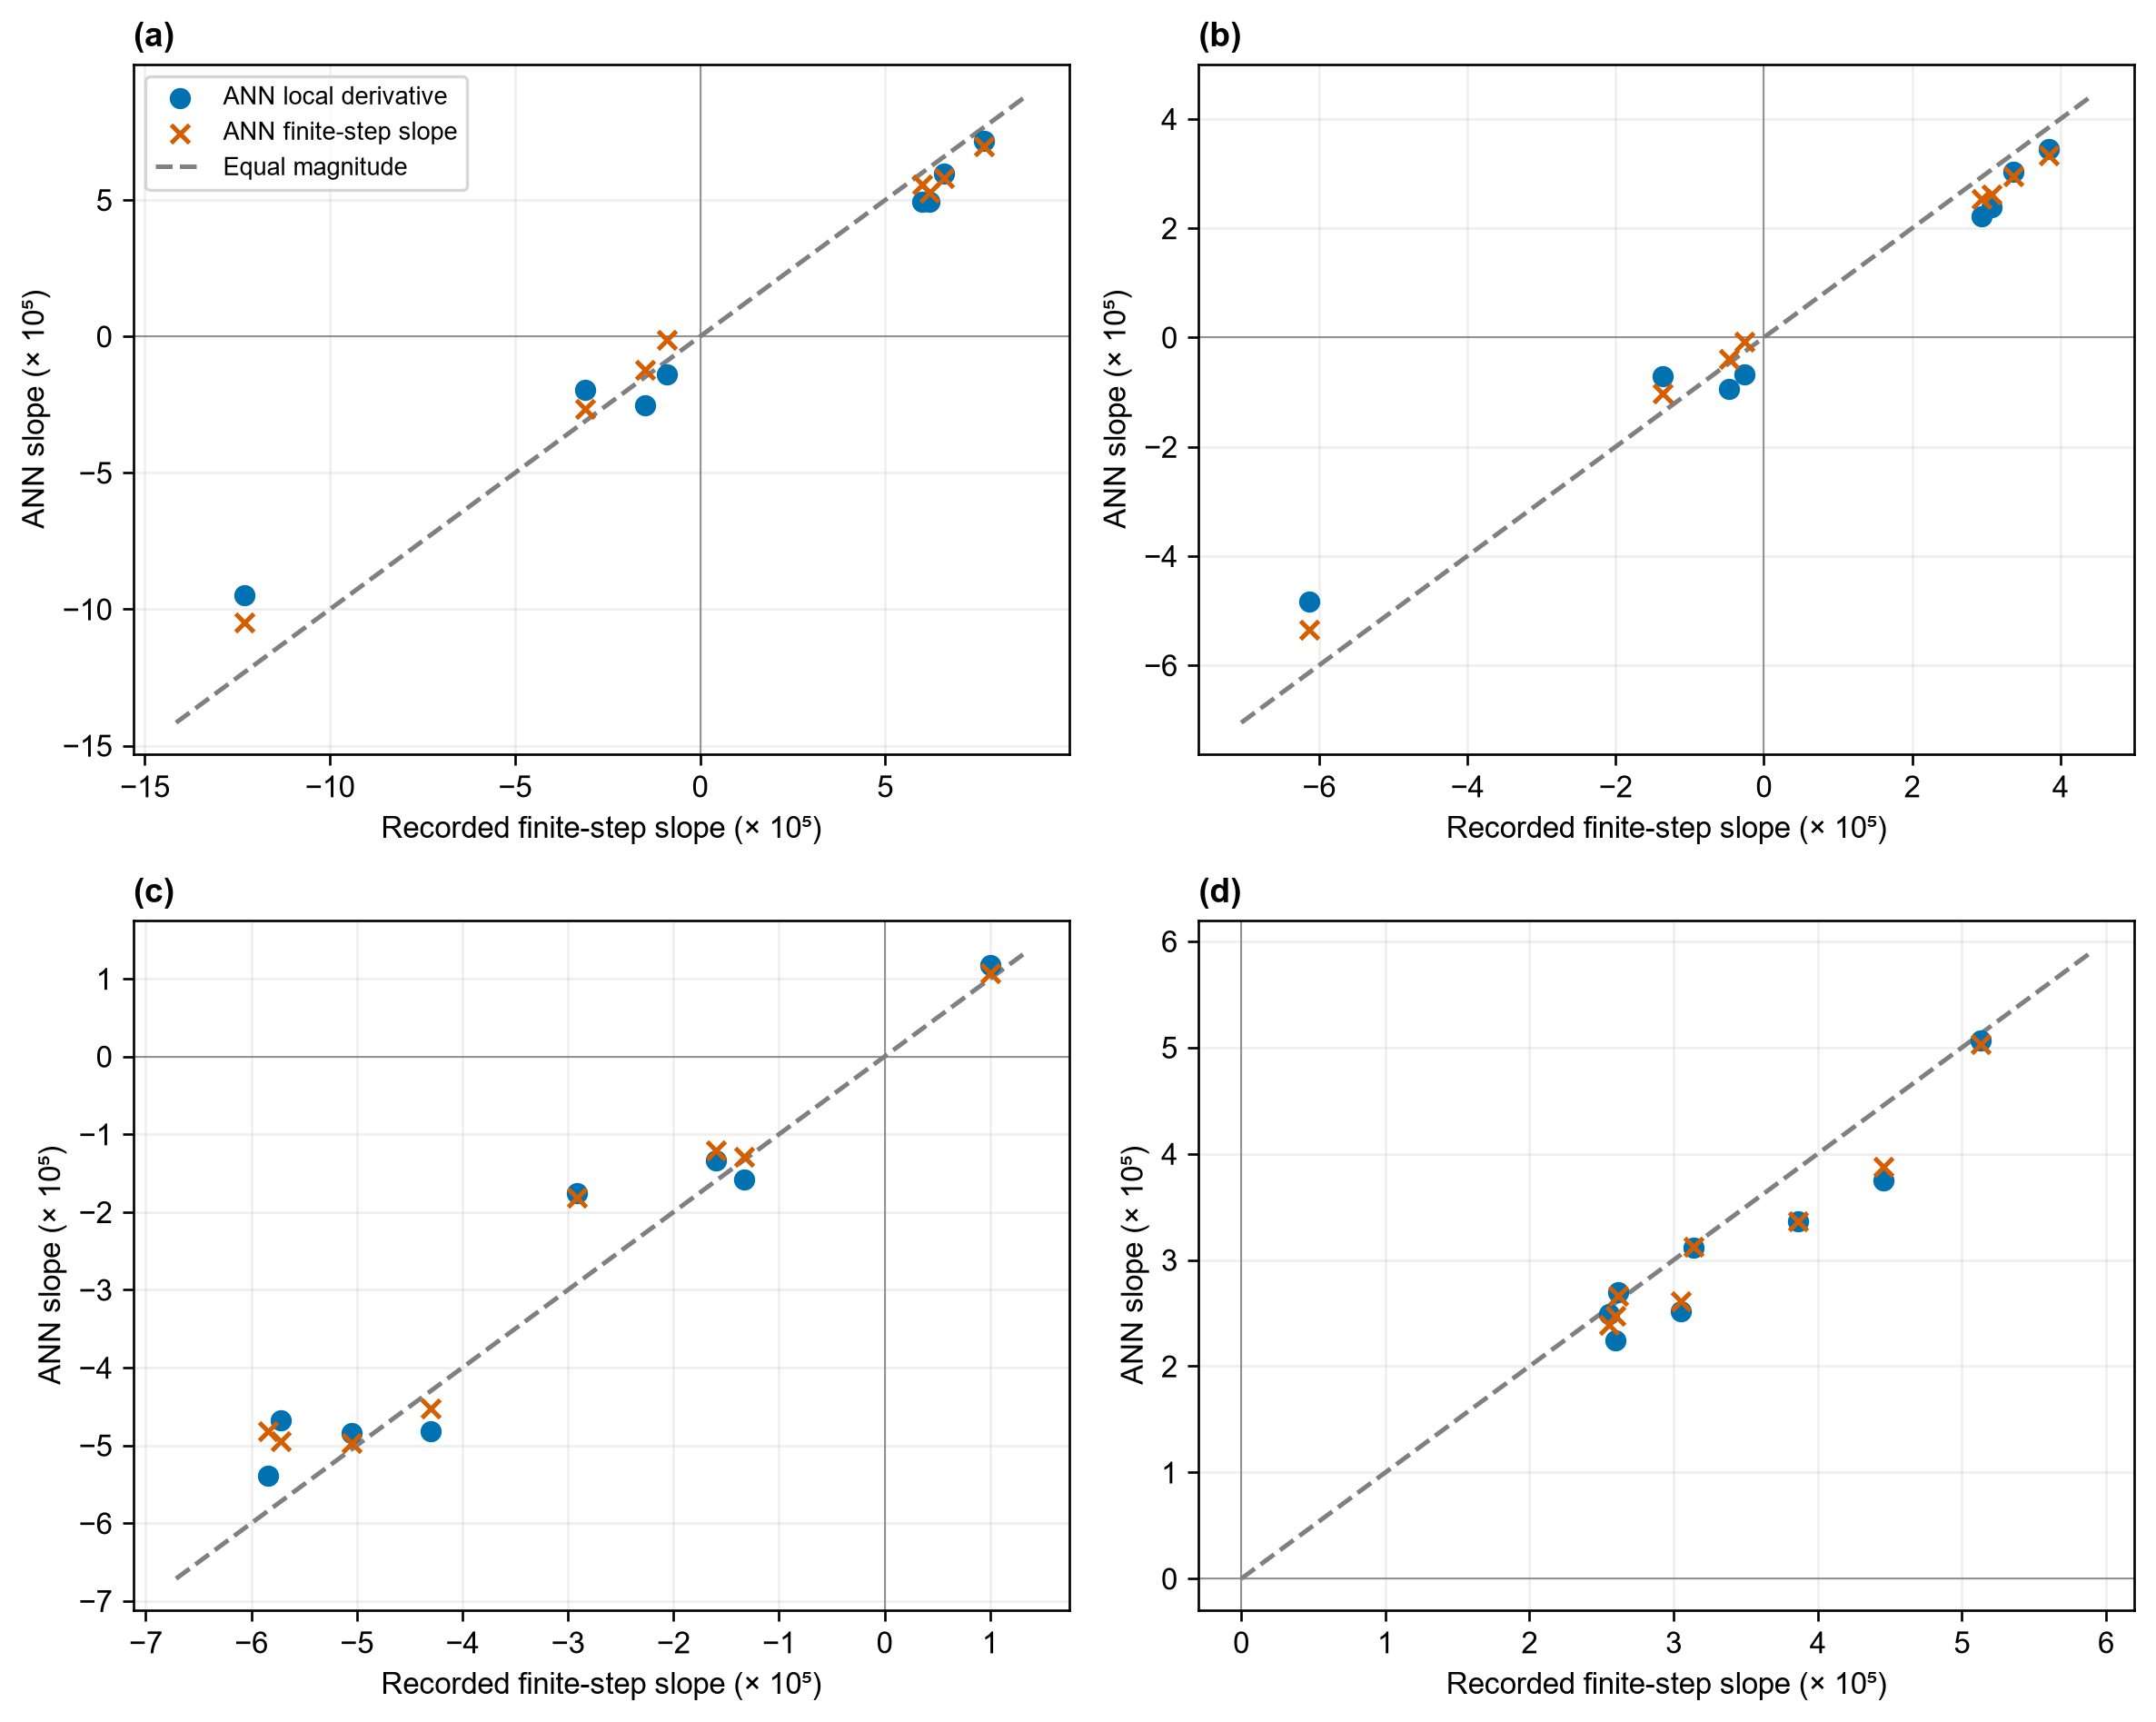 (a)
ANN local derivative
ANN finite-step slope
Equal magnitude
ANN slope (× 10⁵)
5
0
−5
−10
−15
−15 −10 −5 0 5
Recorded finite-step slope (× 10⁵)
(b)
ANN slope (× 10⁵)
4
2
0
−2
−4
−6
−6 −4 −2 0 2 4
Recorded finite-step slope (× 10⁵)
(c)
ANN slope (× 10⁵)
1
0
−1
−2
−3
−4
−5
−6
−7
−7 −6 −5 −4 −3 −2 −1 0 1
Recorded finite-step slope (× 10⁵)
(d)
ANN slope (× 10⁵)
6
5
4
3
2
1
0
0 1 2 3 4 5 6
Recorded finite-step slope (× 10⁵)